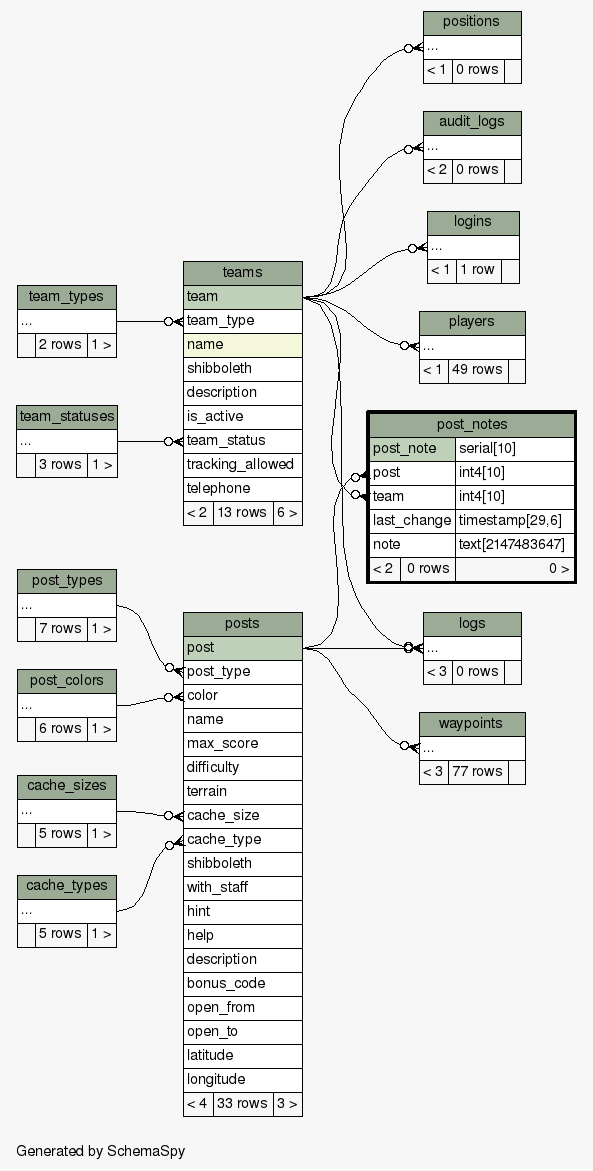 positions
...
< 1 0 rows
audit_logs
...
< 2 0 rows
logins
...
< 1 1 row
players
...
< 1 49 rows
team_types
...
2 rows 1 >
team_statuses
...
3 rows 1 >
teams
team
team_type
name
shibboleth
description
is_active
team_status
tracking_allowed
telephone
< 2 13 rows 6 >
post_notes
post_note serial[10]
post int4[10]
team int4[10]
last_change timestamp[29,6]
note text[2147483647]
< 2 0 rows 0 >
post_types
...
7 rows 1 >
post_colors
...
6 rows 1 >
cache_sizes
...
5 rows 1 >
cache_types
...
5 rows 1 >
posts
post
post_type
color
name
max_score
difficulty
terrain
cache_size
cache_type
shibboleth
with_staff
hint
help
description
bonus_code
open_from
open_to
latitude
longitude
< 4 33 rows 3 >
logs
...
< 3 0 rows
waypoints
...
< 3 77 rows
Generated by SchemaSpy